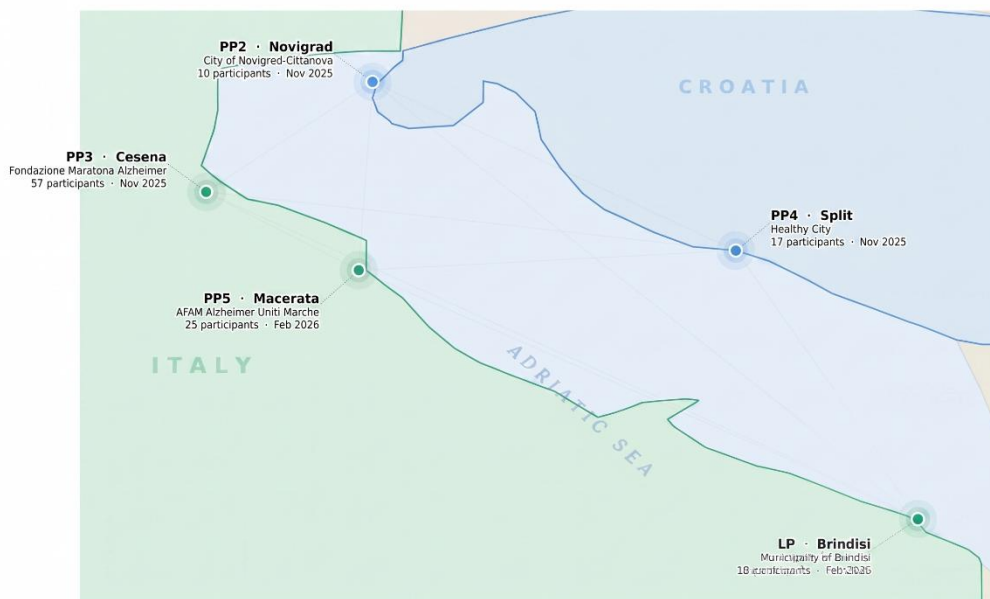 PP2 · Novigrad
City of Novigred-Cittanova
10 participants · Nov 2025
CROATIA
PP3 · Cesena
Fondazione Maratona Alzheimer
57 participants · Nov 2025
PP4 · Split
Healthy City
17 participants · Nov 2025
PP5 · Macerata
AFAM Alzheimer Uniti Marche
25 participants · Feb 2026
ITALY
ADRIATIC SEA
LP · Brindisi
Municipality of Brindisi
18 · Feb